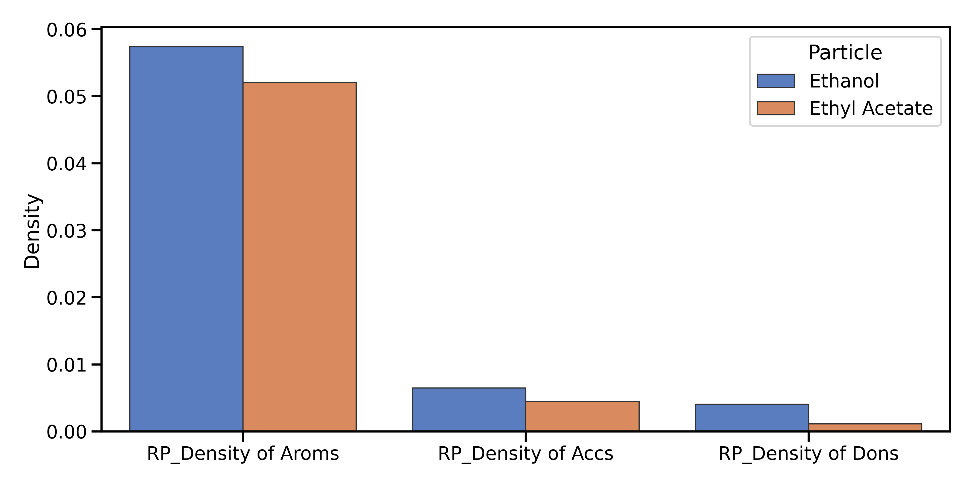 0.06
0.05
0.04
0.03
0.02
0.01
0.00
Density
Particle
Ethanol
Ethyl Acetate
RP_Density of Aroms
RP_Density of Accs
RP_Density of Dons